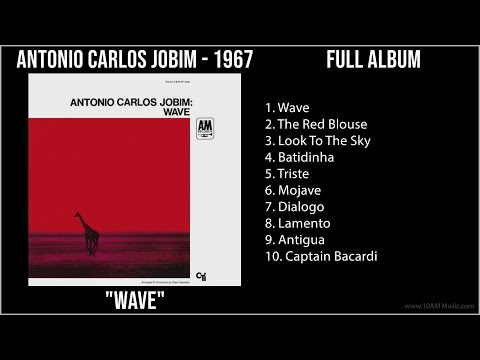 ANTONIO CARLOS JOBIM - 1967
FULL ALBUM
ANTONIO CARLOS JOBIM:
WAVE
AM
CTi
"WAVE"
1. Wave
2. The Red Blouse
3. Look To The Sky
4. Batidinha
5. Triste
6. Mojave
7. Dialogo
8. Lamento
9. Antigua
10. Captain Bacardi
www.10AM Music.com